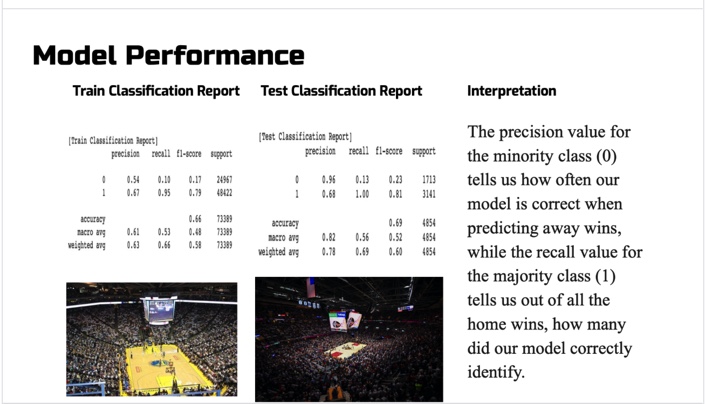 Model Performance
Train Classification Report
Test Classification Report
Interpretation
[Train Classification Report]
precision recall f1-score support
0 0.54 0.10 0.17 24967
1 0.67 0.95 0.79 48422
accuracy 0.66 73389
macro avg 0.61 0.53 0.48 73389
weighted avg 0.63 0.66 0.58 73389
[Test Classification Report]
precision recall f1-score support
0 0.96 0.13 0.23 1713
1 0.68 1.00 0.81 3141
accuracy 0.69 4854
macro avg 0.82 0.56 0.52 4854
weighted avg 0.78 0.69 0.60 4854
The precision value for
the minority class (0)
tells us how often our
model is correct when
predicting away wins,
while the recall value for
the majority class (1)
tells us out of all the
home wins, how many
did our model correctly
identify.